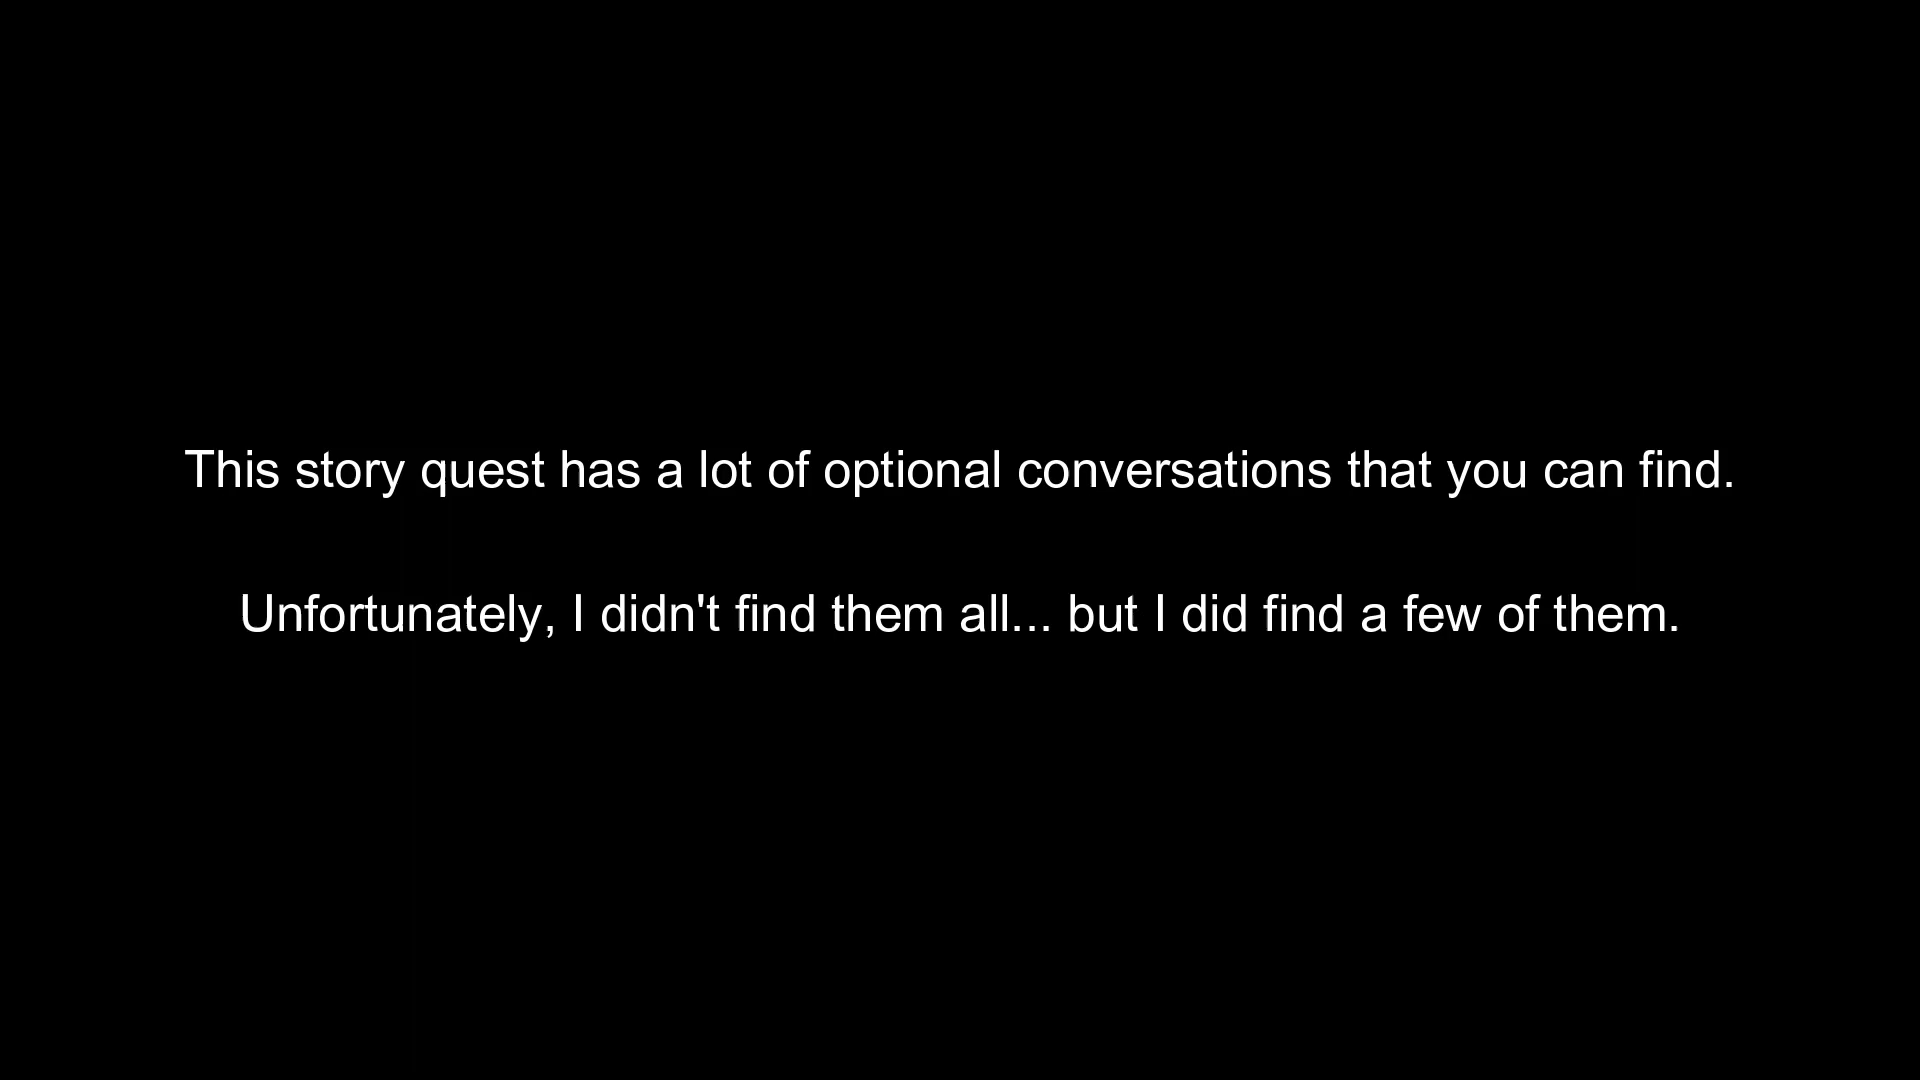 This story quest has a lot of optional conversations that you can find.
Unfortunately, I didn't find them all... but I did find a few of them.